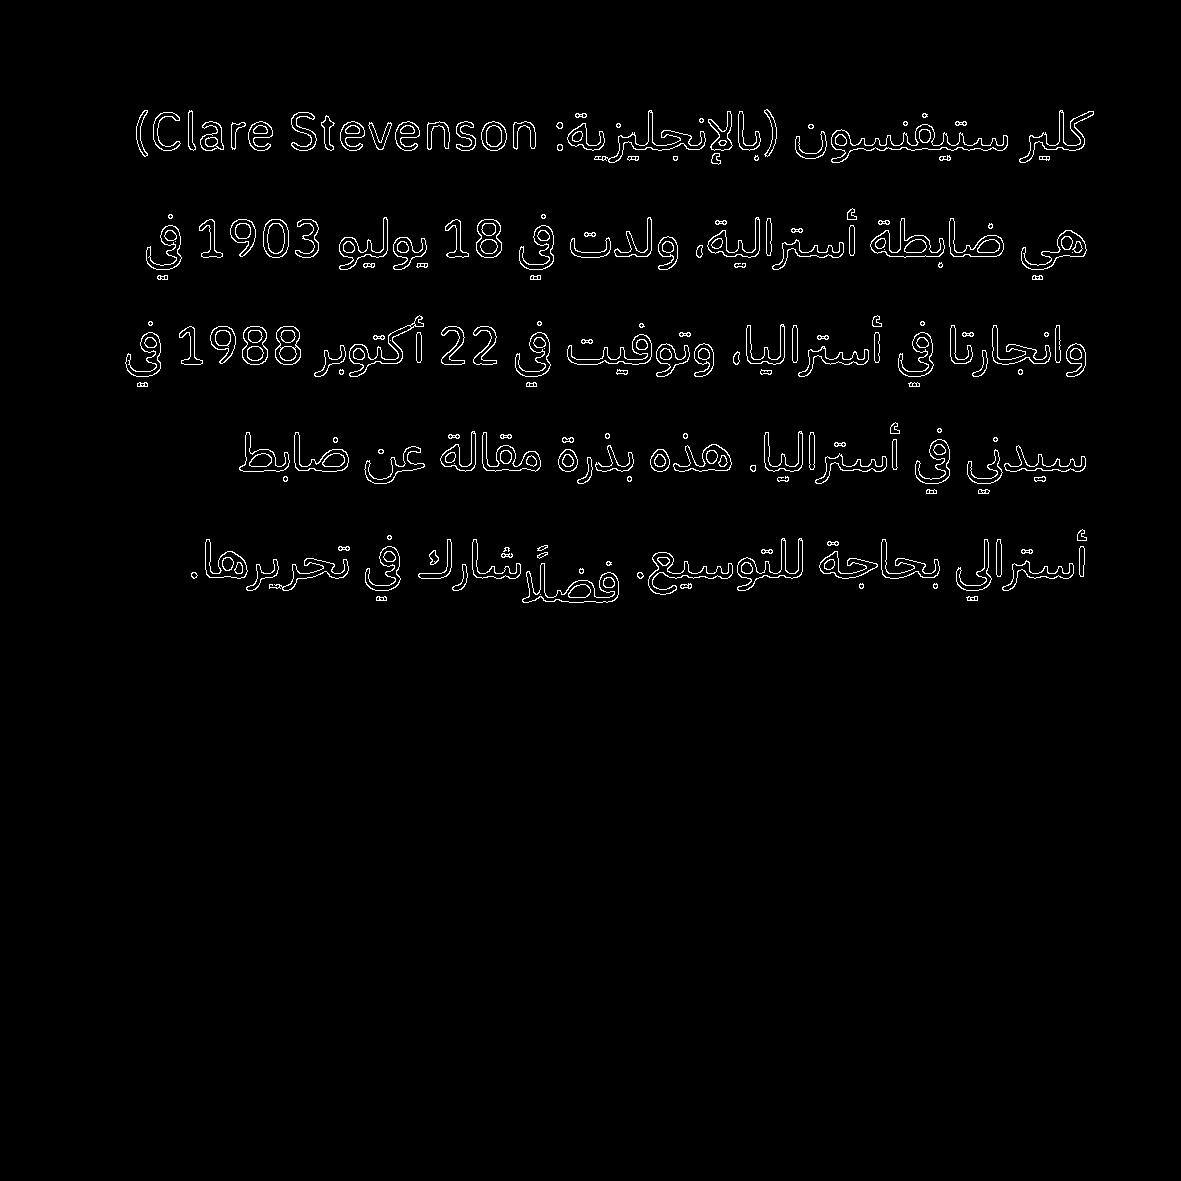 كلير ستيفنسون (بالإنجليزية: Clare Stevenson)
هي ضابطة أسترالية، ولدت في 18 يوليو 1903 في
وانجارتا في أستراليا، وتوفيت في 22 أكتوبر 1988 في
سيدني في أستراليا. هذه بذرة مقالة عن ضابط
أسترالي بحاجة للتوسيع. فضلًا شارك في تحريرها.